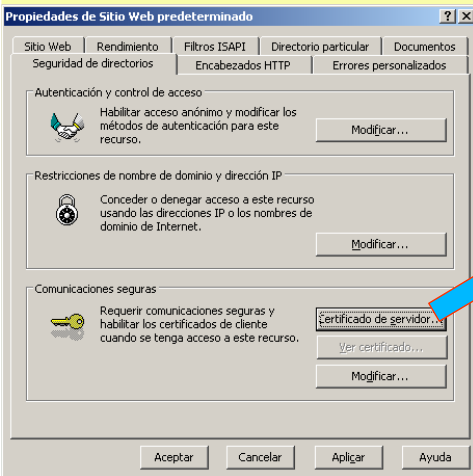 Propiedades de Sitio Web predeterminado
Sitio Web Rendimiento Filtros ISAPI Directorio particular Documentos
Seguridad de directorios Encabezados HTTP Errores personalizados
Autenticación y control de acceso
Habilitar acceso anónimo y modificar los
métodos de autenticación para este
recurso.
Modificar...
Restricciones de nombre de dominio y dirección IP
Conceder o denegar acceso a este recurso
usando las direcciones IP o los nombres de
dominio de Internet.
Modificar...
Comunicaciones seguras
Requerir comunicaciones seguras y
habilitar los certificados de cliente
cuando se tenga acceso a este recurso.
Certificado de servidor...
Ver certificado...
Modificar...
Aceptar Cancelar Aplicar Ayuda